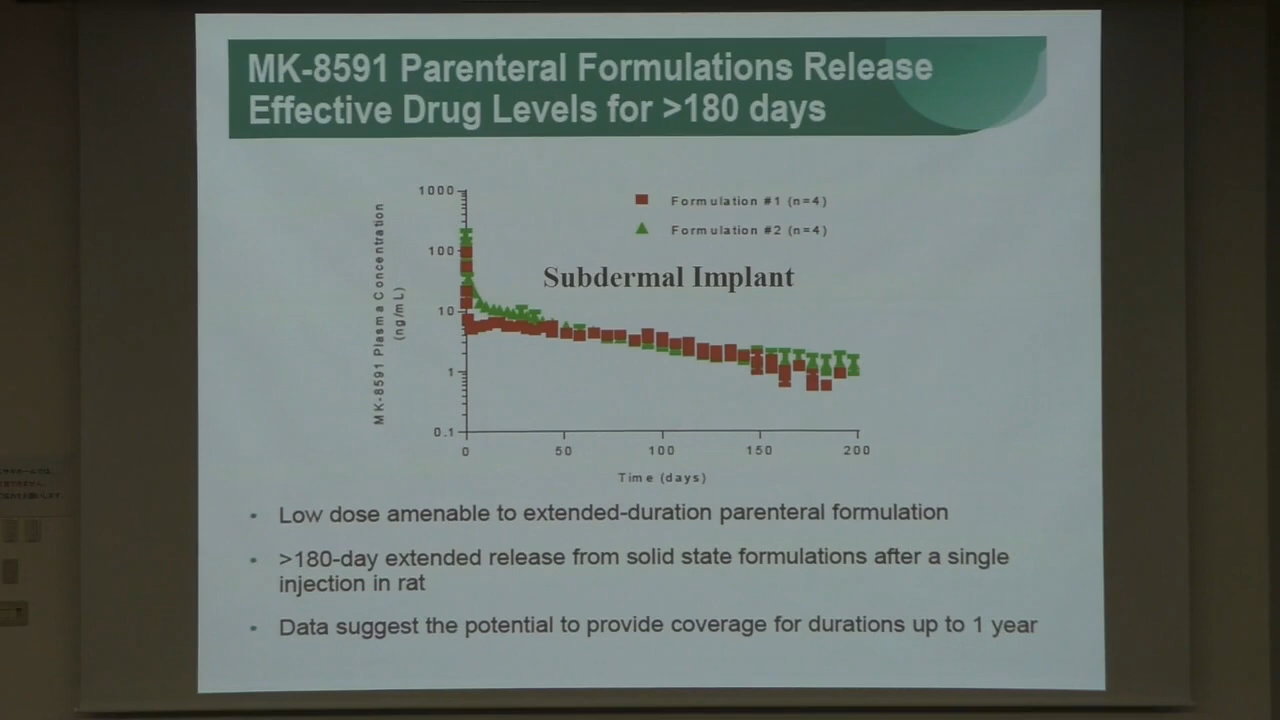 MK-8591 Parenteral Formulations Release
Effective Drug Levels for >180 days
1000
100
10
1
0.1
MK-8591 Plasma Concentration
(ng/mL)
Formulation #1 (n=4)
Formulation #2 (n=4)
Subdermal Implant
0 50 100 150 200
Time (days)
• Low dose amenable to extended-duration parenteral formulation
• >180-day extended release from solid state formulations after a single
injection in rat
• Data suggest the potential to provide coverage for durations up to 1 year